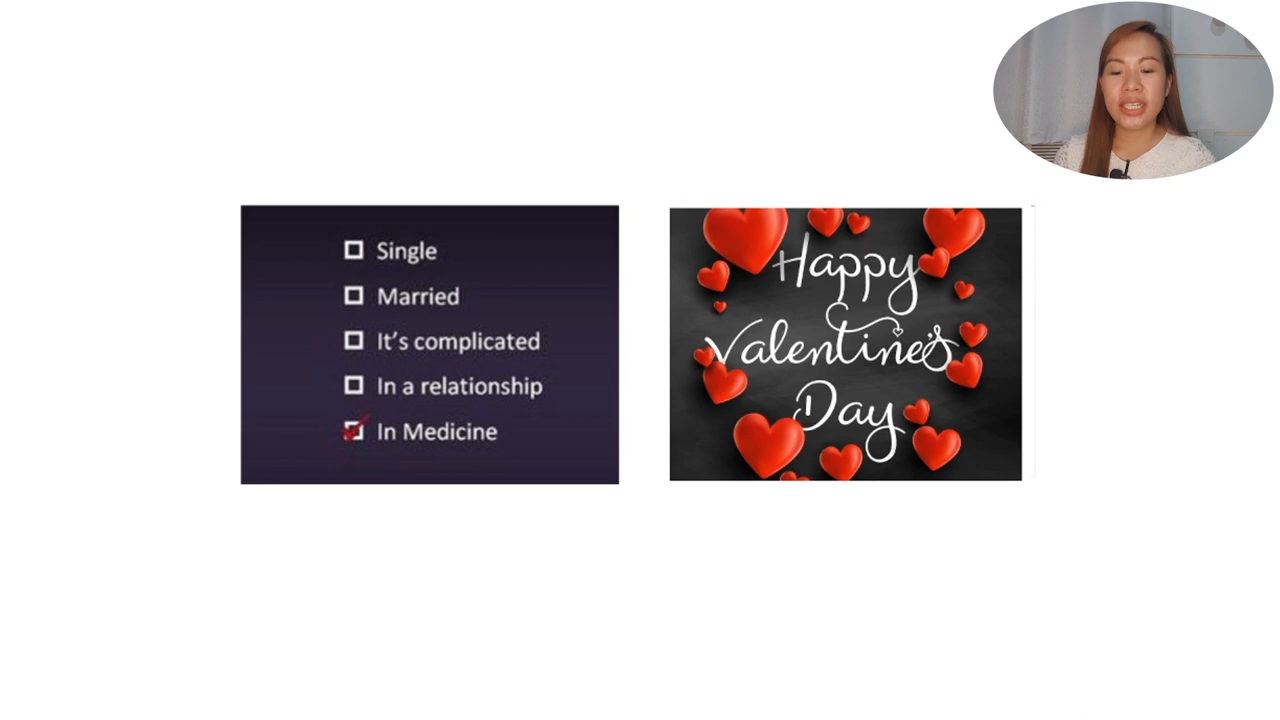 Single
Married
It's complicated
In a relationship
In Medicine
Happy
Valentine's
Day